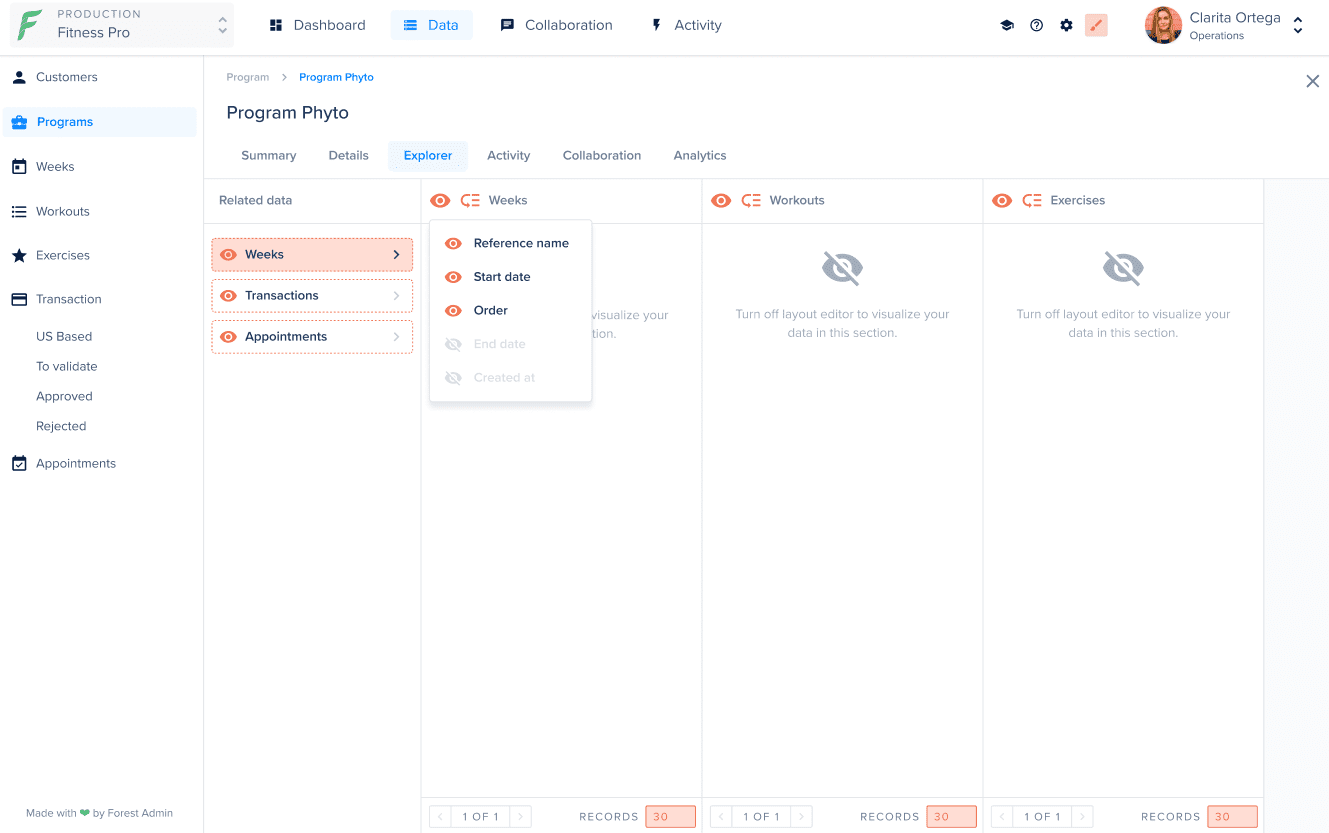 PRODUCTION
Fitness Pro
Dashboard
Data
Collaboration
Activity
Clarita Ortega
Operations
Customers
Programs
Weeks
Workouts
Exercises
Transaction
US Based
To validate
Approved
Rejected
Appointments
Made with by Forest Admin
Program
Program Phyto
Program Phyto
Summary
Details
Explorer
Activity
Collaboration
Analytics
Related data
Weeks
Transactions
Appointments
Weeks
Reference name
Start date
Order
End date
Created at
visualize your
tion.
1 OF 1
RECORDS
30
Workouts
Turn off layout editor to visualize your
data in this section.
1 OF 1
RECORDS
30
Exercises
Turn off layout editor to visualize your
data in this section.
1 OF 1
RECORDS
30